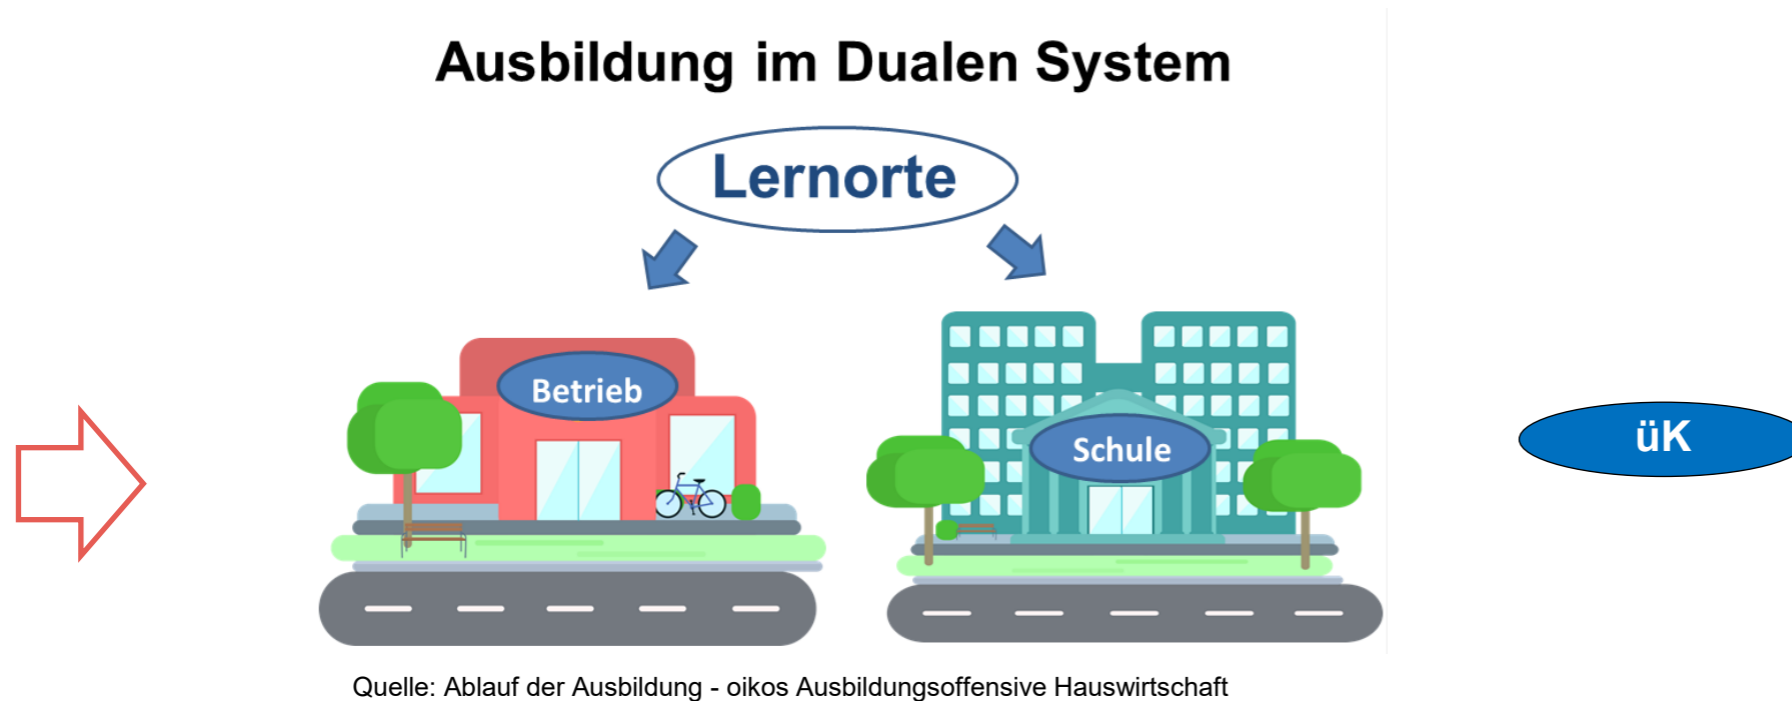 Ausbildung im Dualen System
Lernorte
Betrieb
Schule
üK
Quelle: Ablauf der Ausbildung - oikos Ausbildungsoffensive Hauswirtschaft